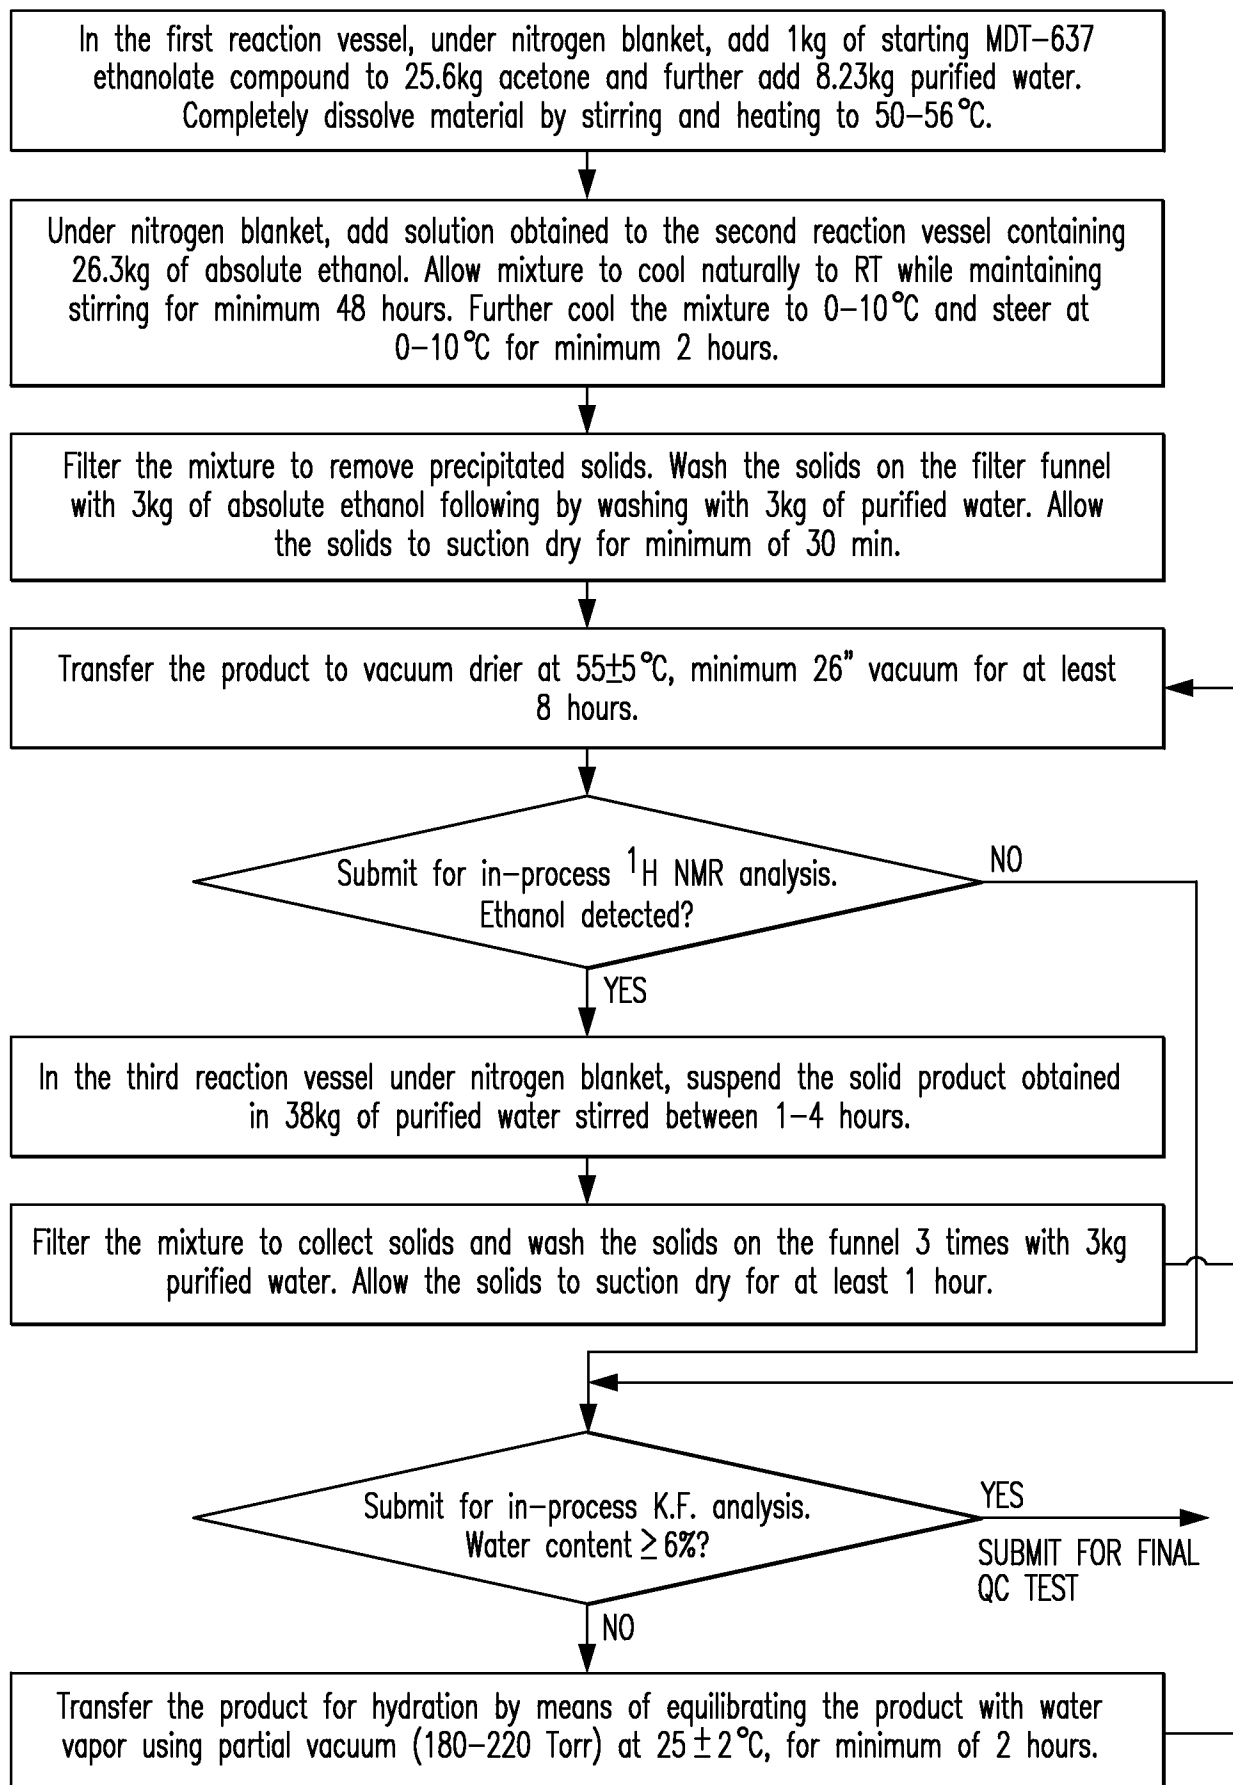 In the first reaction vessel, under nitrogen blanket, add 1kg of starting MDT-637
ethanolate compound to 25.6kg acetone and further add 8.23kg purified water.
Completely dissolve material by stirring and heating to 50-56°C.
Under nitrogen blanket, add solution obtained to the second reaction vessel containing
26.3kg of absolute ethanol. Allow mixture to cool naturally to RT while maintaining
stirring for minimum 48 hours. Further cool the mixture to 0-10°C and steer at
0-10°C for minimum 2 hours.
Filter the mixture to remove precipitated solids. Wash the solids on the filter funnel
with 3kg of absolute ethanol following by washing with 3kg of purified water. Allow
the solids to suction dry for minimum of 30 min.
Transfer the product to vacuum drier at 55±5°C, minimum 26” vacuum for at least
8 hours.
Submit for in-process ¹H NMR analysis.
Ethanol detected?
NO
YES
In the third reaction vessel under nitrogen blanket, suspend the solid product obtained
in 38kg of purified water stirred between 1-4 hours.
Filter the mixture to collect solids and wash the solids on the funnel 3 times with 3kg
purified water. Allow the solids to suction dry for at least 1 hour.
Submit for in-process K.F. analysis.
Water content ≥ 6%?
YES
SUBMIT FOR FINAL
QC TEST
NO
Transfer the product for hydration by means of equilibrating the product with water
vapor using partial vacuum (180-220 Torr) at 25±2°C, for minimum of 2 hours.